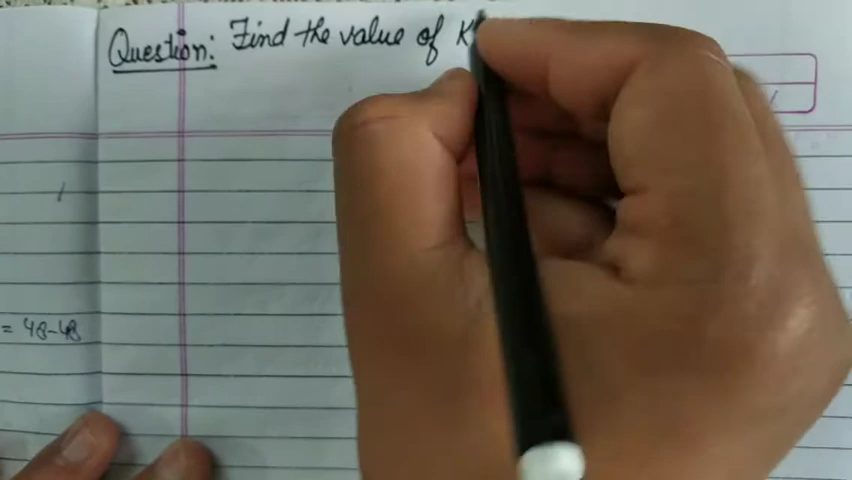 Question: Find the value of K
= 48-48